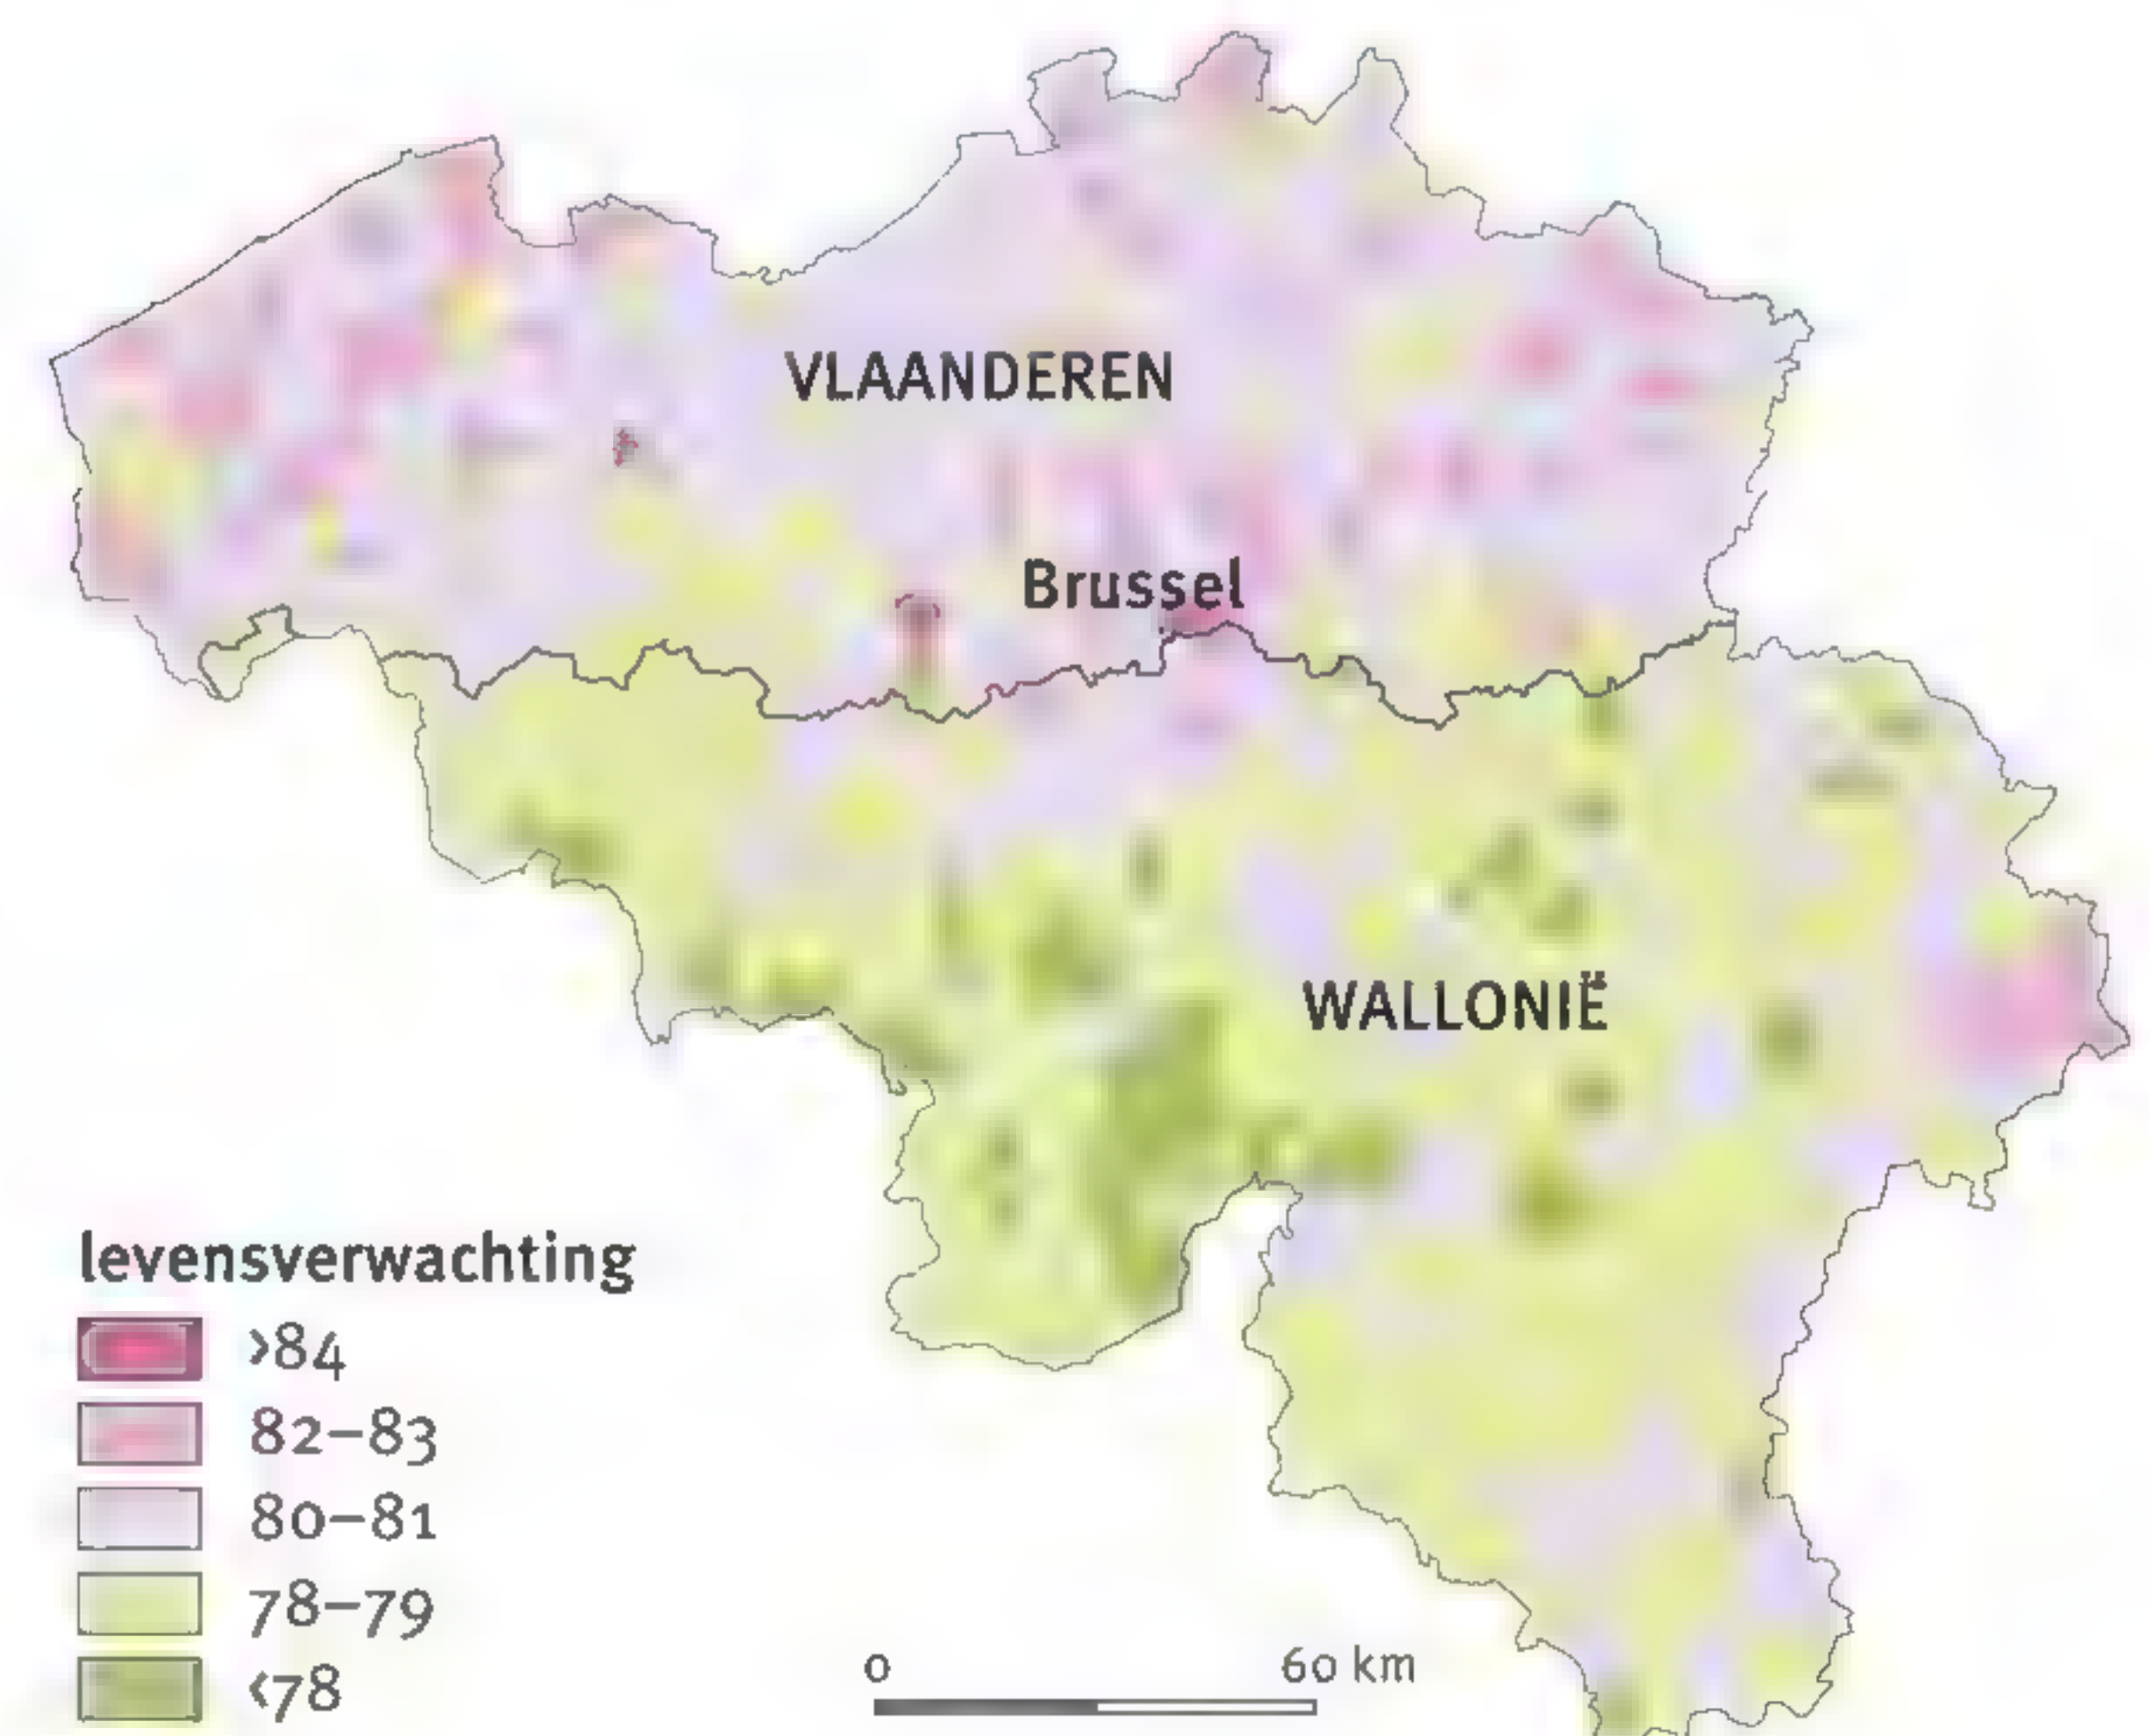 VLAANDEREN
Brussel
WALLONIË
levensverwachting
>84
82–83
80–81
78–79
<78
0 60 km